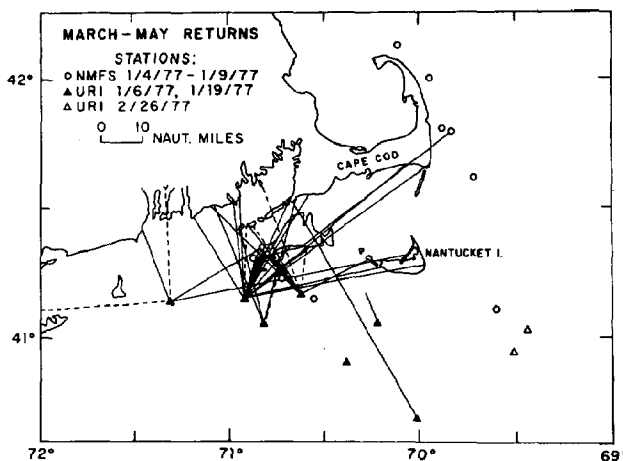 MARCH-MAY RETURNS
STATIONS:
NMFS 1/4/77 - 1/9/77
URI 1/6/77, 1/19/77
URI 2/26/77
0 10
NAUT. MILES
42°
CAPE COD
NANTUCKET I.
41°
72° 71° 70° 69°